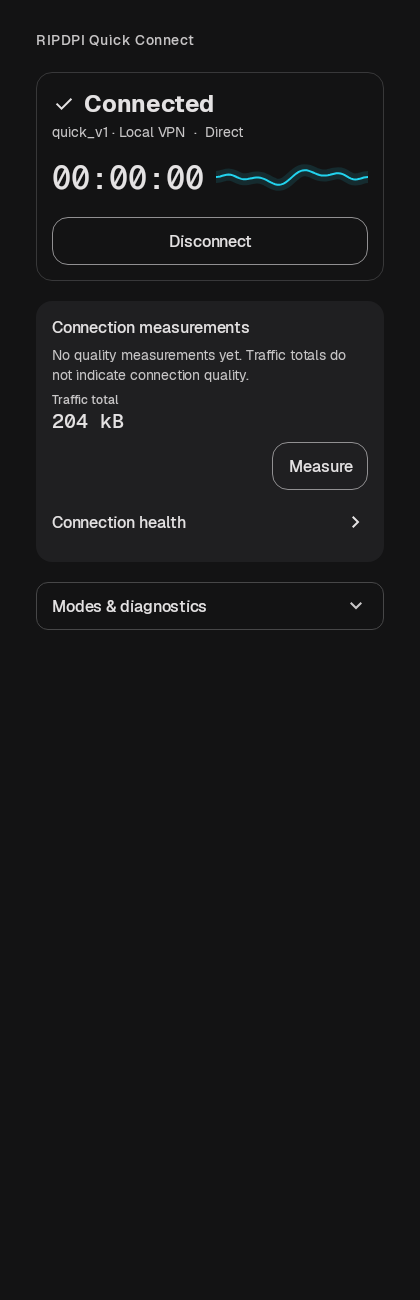 RIPDPI Quick Connect
Connected
quick_v1 · Local VPN · Direct
00:00:00
Disconnect
Connection measurements
No quality measurements yet. Traffic totals do
not indicate connection quality.
Traffic total
204 kB
Measure
Connection health
Modes & diagnostics